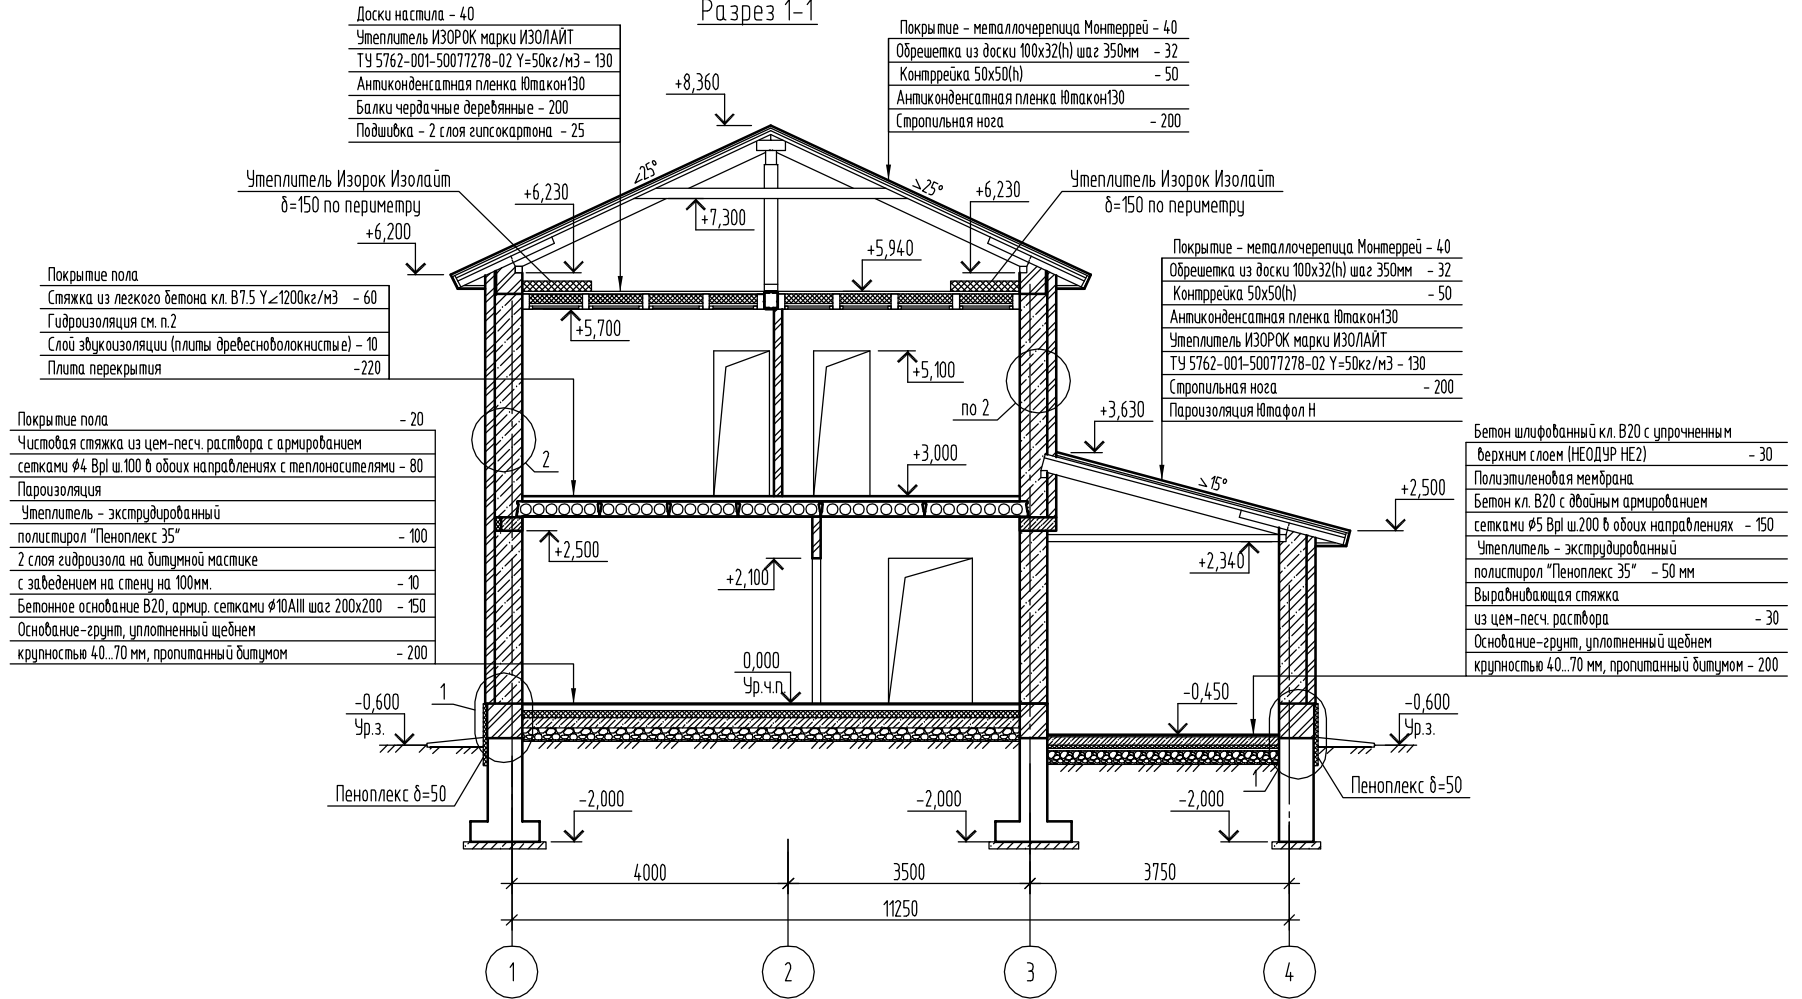 Разрез 1-1
Доски настила - 40
Утеплитель ИЗОРОК марки ИЗОЛАЙТ
ТУ 5762-001-50077278-02 Y=50кг/м3 - 130
Антиконденсатная пленка Ютакон130
Балки чердачные деревянные - 200
Подшивка - 2 слоя гипсокартона - 25
Покрытие - металлочерепица Монтеррей - 40
Обрешетка из доски 100х32(h) шаг 350мм - 32
Контррейка 50х50(h) - 50
Антиконденсатная пленка Ютакон130
Стропильная нога - 200
+8,360
Утеплитель Изорок Изолайт
δ=150 по периметру
Утеплитель Изорок Изолайт
δ=150 по периметру
∠25°
>25°
+6,230
+6,230
+7,300
+6,200
+5,940
+5,700
Покрытие пола
Стяжка из легкого бетона кл. В7.5 Y∠1200кг/м3 - 60
Гидроизоляция см. п.2
Слой звукоизоляции (плиты древесноволокнистые) - 10
Плита перекрытия -220
Покрытие - металлочерепица Монтеррей - 40
Обрешетка из доски 100х32(h) шаг 350мм - 32
Контррейка 50х50(h) - 50
Антиконденсатная пленка Ютакон130
Утеплитель ИЗОРОК марки ИЗОЛАЙТ
ТУ 5762-001-50077278-02 Y=50кг/м3 - 130
Стропильная нога - 200
Пароизоляция Ютафол Н
+5,100
по 2
+3,630
2
+3,000
>15°
+2,500
Покрытие пола - 20
Чистовая стяжка из цем-песч. раствора с армированием
сетками Ø4 ВрI ш.100 в обоих направлениях с теплоносителями - 80
Пароизоляция
Утеплитель - экструдированный
полистирол "Пеноплекс 35" - 100
2 слоя гидроизола на битумной мастике
с заведением на стену на 100мм. - 10
Бетонное основание В20, армир. сетками Ø10АIII шаг 200х200 - 150
Основание-грунт, уплотненный щебнем
крупностью 40...70 мм, пропитанный битумом - 200
Бетон шлифованный кл. В20 с упрочненным
верхним слоем (НЕОДУР НЕ2) - 30
Полиэтиленовая мембрана
Бетон кл. В20 с двойным армированием
сетками Ø5 ВрI ш.200 в обоих направлениях - 150
Утеплитель - экструдированный
полистирол "Пеноплекс 35" - 50 мм
Выравнивающая стяжка
из цем-песч. раствора - 30
Основание-грунт, уплотненный щебнем
крупностью 40...70 мм, пропитанный битумом - 200
+2,500
+2,100
+2,340
0,000
Ур.ч.п.
1
-0,600
Ур.з.
-0,450
-0,600
Ур.з.
Пеноплекс δ=50
1
Пеноплекс δ=50
-2,000
-2,000
-2,000
4000
3500
3750
11250
1
2
3
4